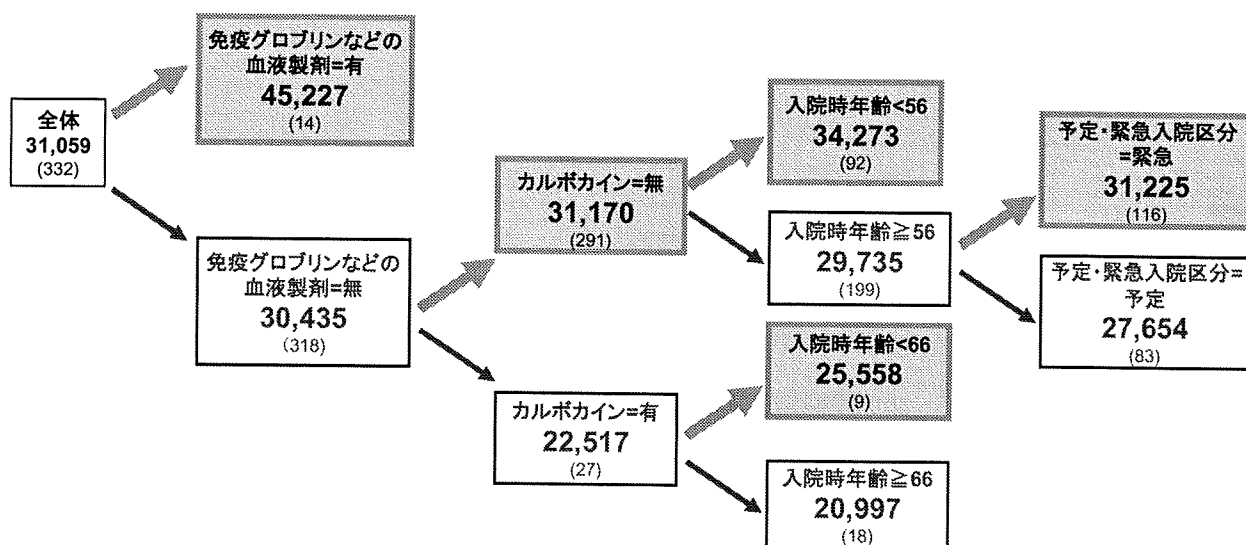 全体
31,059
(332)
免疫グロブリンなどの
血液製剤=有
45,227
(14)
免疫グロブリンなどの
血液製剤=無
30,435
(318)
カルボカイン=無
31,170
(291)
カルボカイン=有
22,517
(27)
入院時年齢<56
34,273
(92)
入院時年齢≧56
29,735
(199)
入院時年齢<66
25,558
(9)
入院時年齢≧66
20,997
(18)
予定・緊急入院区分
=緊急
31,225
(116)
予定・緊急入院区分=
予定
27,654
(83)